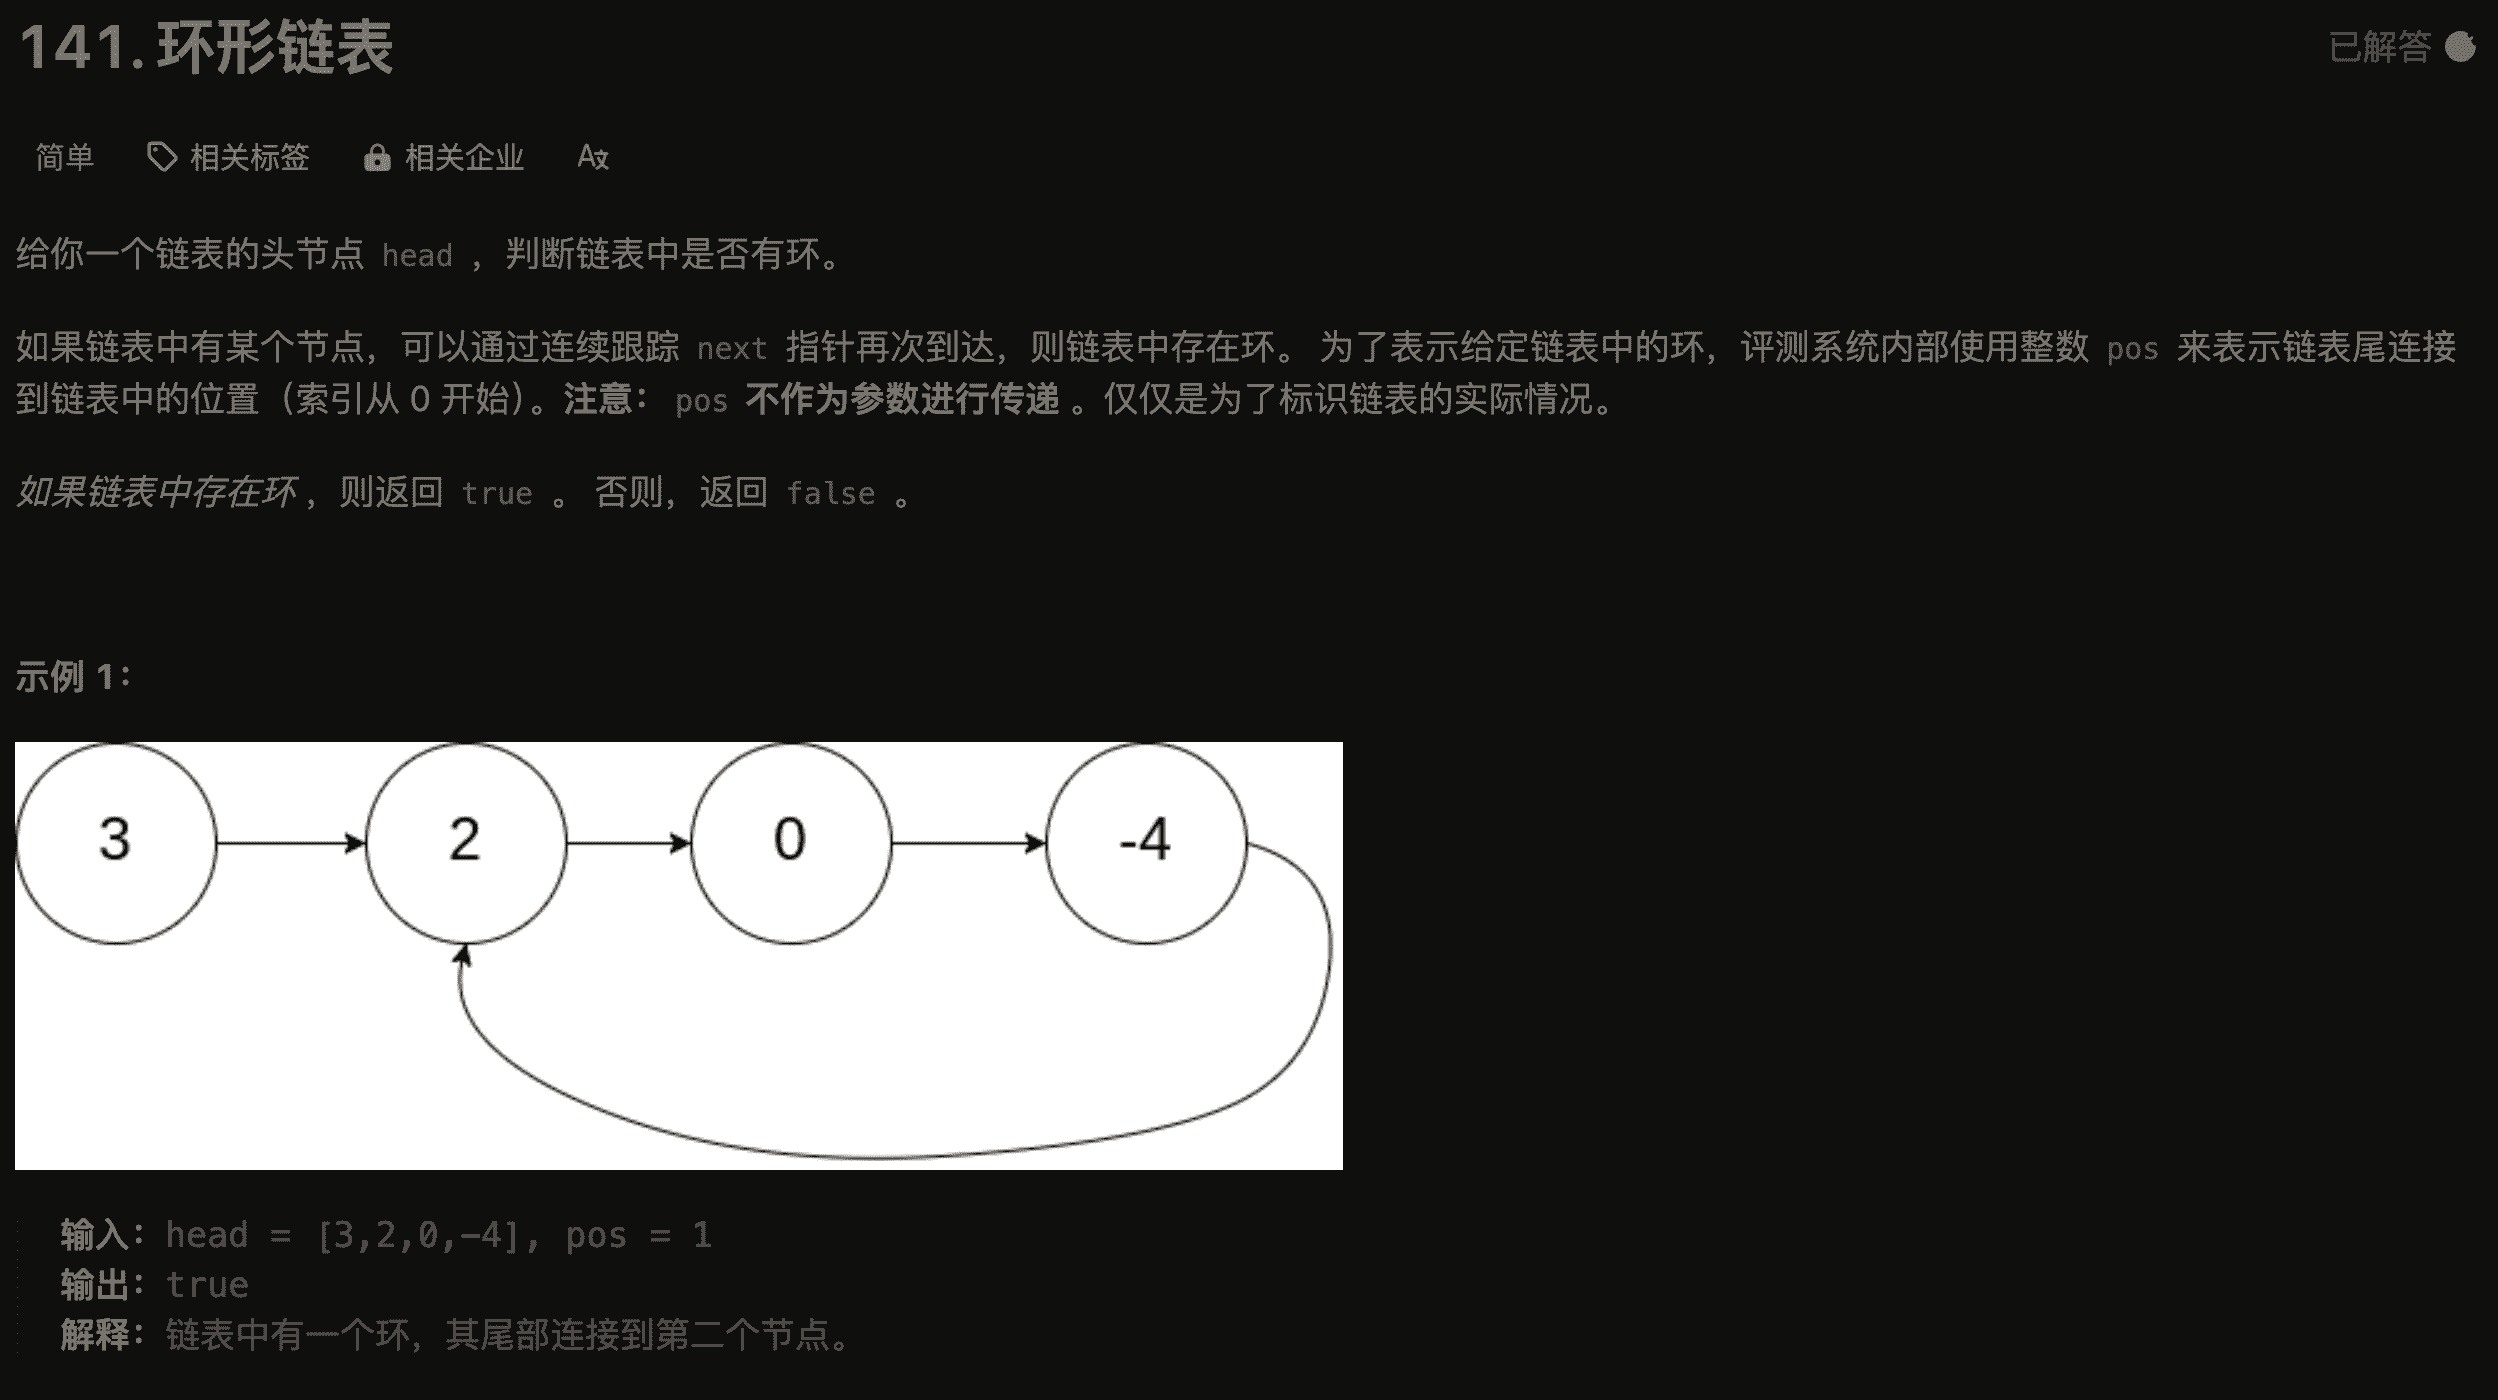 141. 环形链表
已解答
简单 相关标签 相关企业 A文
给你一个链表的头节点 head ，判断链表中是否有环。
如果链表中有某个节点，可以通过连续跟踪 next 指针再次到达，则链表中存在环。 为了表示给定链表中的环，评测系统内部使用整数 pos 来表示链表尾连接
到链表中的位置（索引从 0 开始）。注意： pos 不作为参数进行传递 。仅仅是为了标识链表的实际情况。
如果链表中存在环 ，则返回 true 。 否则，返回 false 。
示例 1：
3 2 0 -4
输入：head = [3,2,0,-4], pos = 1
输出：true
解释：链表中有一个环，其尾部连接到第二个节点。